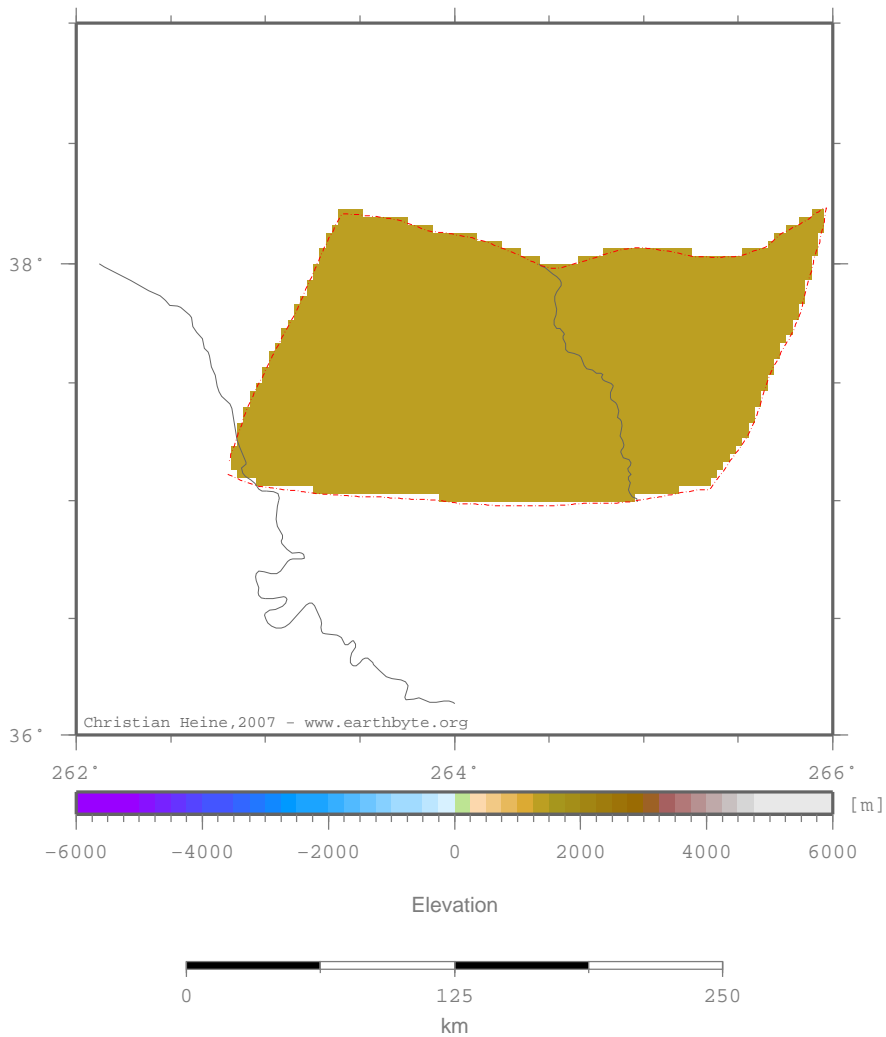 38°
36°
Christian Heine,2007 - www.earthbyte.org
262° 264° 266°
[m]
-6000 -4000 -2000 0 2000 4000 6000
Elevation
0 125 250
km